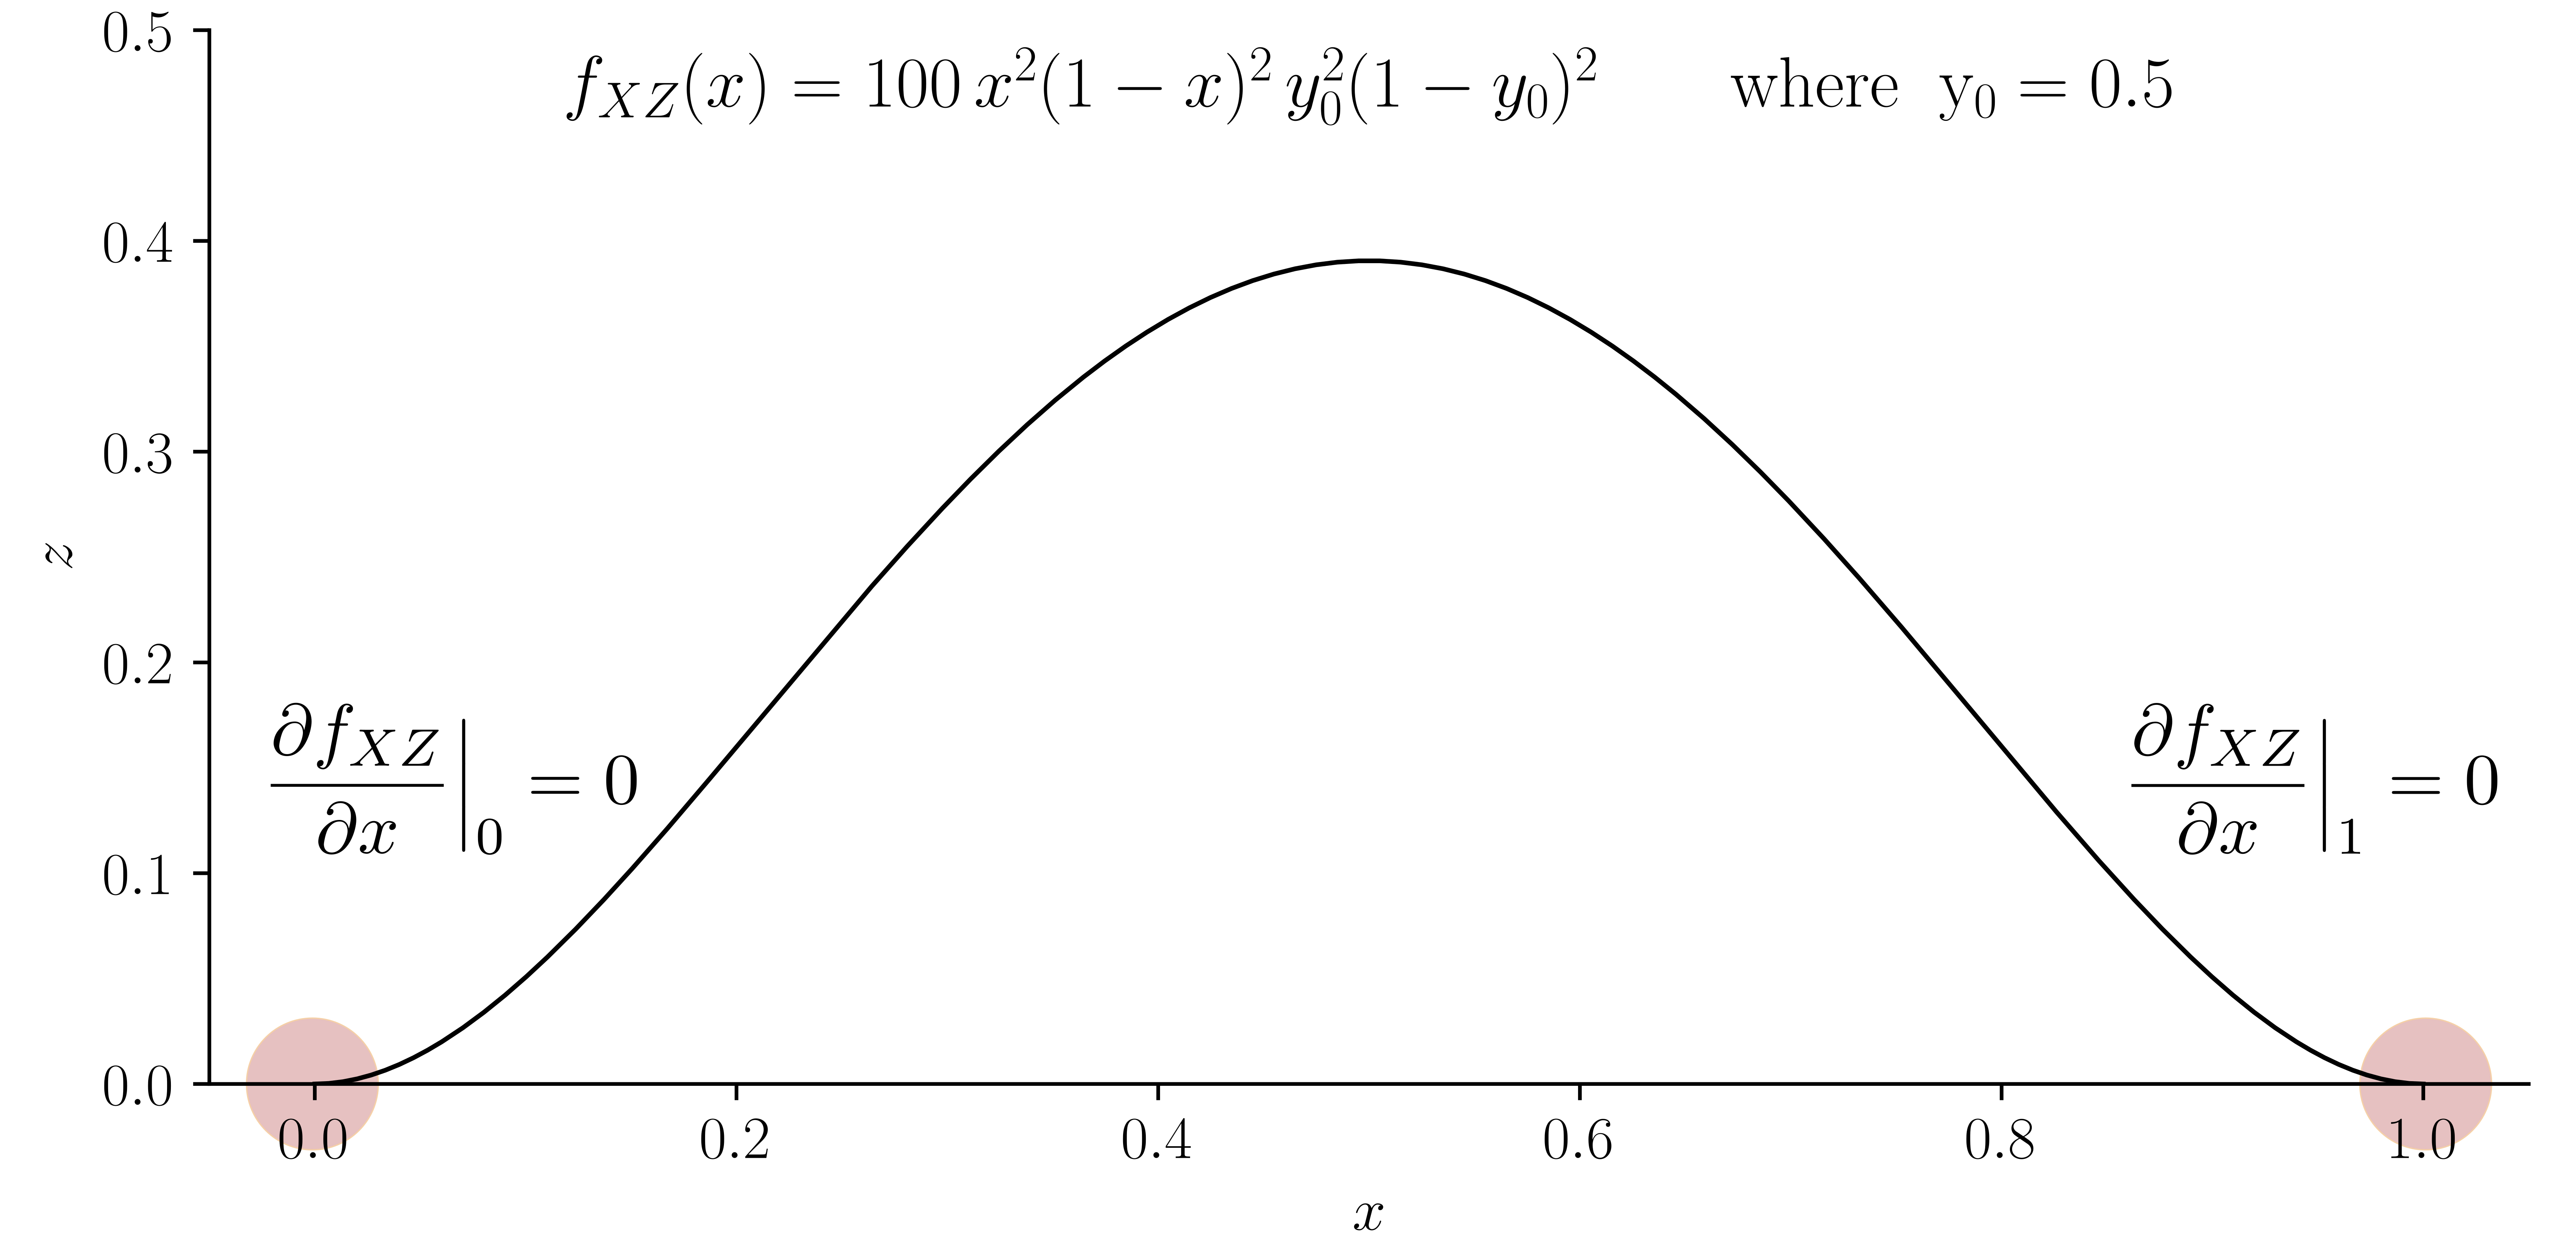 f_{XZ}(x) = 100 x^2(1 − x)^2 y_0^2(1 − y_0)^2 where y_0 = 0.5
0.5
0.4
0.3
0.2
0.1
0.0
z
∂f_{XZ}/∂x |_0 = 0
∂f_{XZ}/∂x |_1 = 0
0.0 0.2 0.4 0.6 0.8 1.0
x